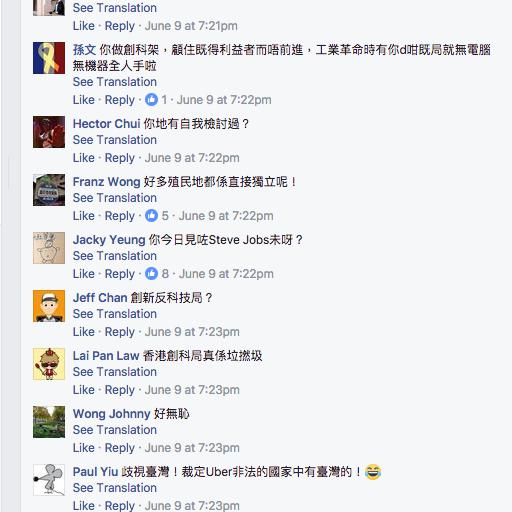 See Translation
Like · Reply · June 9 at 7:21pm
孫文 你做創科架，顧住既得利益者而唔前進，工業革命時有你d咁既局就無電腦
無機器全人手啦
See Translation
Like · Reply · 1 · June 9 at 7:22pm
Hector Chui 你地有自我檢討過？
See Translation
Like · Reply · June 9 at 7:22pm
Franz Wong 好多殖民地都係直接獨立呢！
See Translation
Like · Reply · 5 · June 9 at 7:22pm
Jacky Yeung 你今日見咗Steve Jobs未呀？
See Translation
Like · Reply · 8 · June 9 at 7:22pm
Jeff Chan 創新反科技局？
See Translation
Like · Reply · June 9 at 7:23pm
Lai Pan Law 香港創科局真係垃撚圾
See Translation
Like · Reply · June 9 at 7:23pm
Wong Johnny 好無恥
See Translation
Like · Reply · June 9 at 7:23pm
Paul Yiu 歧視臺灣！裁定Uber非法的國家中有臺灣的！😂
See Translation
Like · Reply · June 9 at 7:23pm